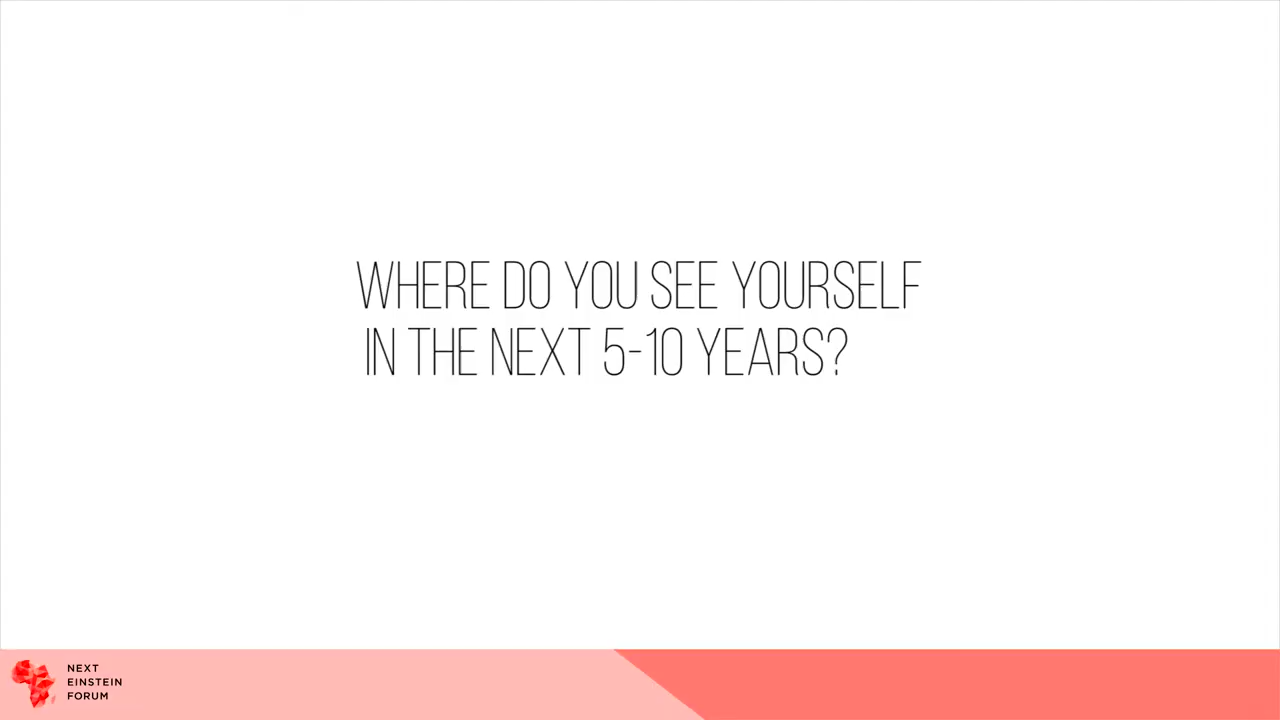 WHERE DO YOU SEE YOURSELF
IN THE NEXT 5-10 YEARS?
NEXT
EINSTEIN
FORUM